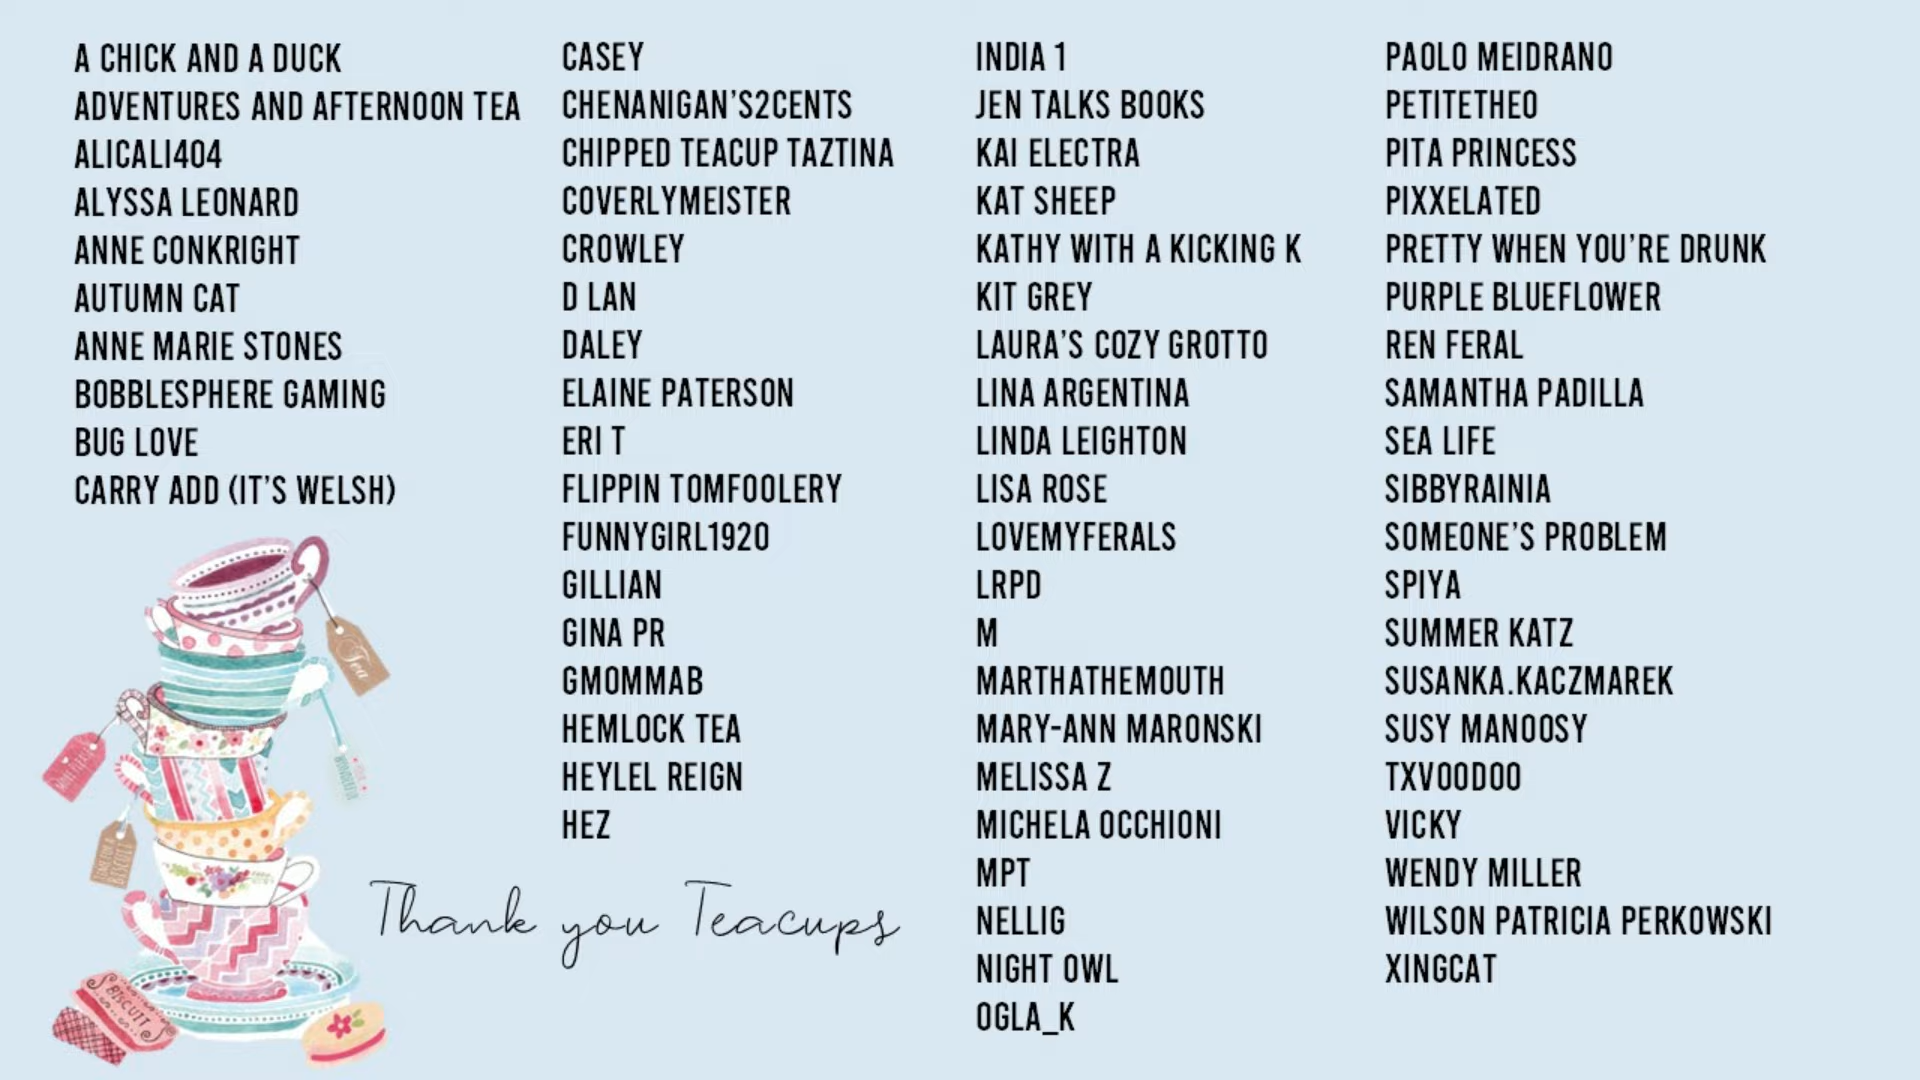 A CHICK AND A DUCK
ADVENTURES AND AFTERNOON TEA
ALICALI404
ALYSSA LEONARD
ANNE CONKRIGHT
AUTUMN CAT
ANNE MARIE STONES
BOBBLESPHERE GAMING
BUG LOVE
CARRY ADD (IT'S WELSH)
CASEY
CHENANIGAN'S2CENTS
CHIPPED TEACUP TAZTINA
COVERLYMEISTER
CROWLEY
D LAN
DALEY
ELAINE PATERSON
ERI T
FLIPPIN TOMFOOLERY
FUNNYGIRL1920
GILLIAN
GINA PR
GMOMMAB
HEMLOCK TEA
HEYLEL REIGN
HEZ
INDIA 1
JEN TALKS BOOKS
KAI ELECTRA
KAT SHEEP
KATHY WITH A KICKING K
KIT GREY
LAURA'S COZY GROTTO
LINA ARGENTINA
LINDA LEIGHTON
LISA ROSE
LOVEMYFERALS
LRPD
M
MARTHATHEMOUTH
MARY-ANN MARONSKI
MELISSA Z
MICHELA OCCHIONI
MPT
NELLIG
NIGHT OWL
OGLA_K
PAOLO MEIDRANO
PETITETHEO
PITA PRINCESS
PIXXELATED
PRETTY WHEN YOU'RE DRUNK
PURPLE BLUEFLOWER
REN FERAL
SAMANTHA PADILLA
SEA LIFE
SIBBYRAINIA
SOMEONE'S PROBLEM
SPIYA
SUMMER KATZ
SUSANKA.KACZMAREK
SUSY MANOOSY
TXVOODOO
VICKY
WENDY MILLER
WILSON PATRICIA PERKOWSKI
XINGCAT
Tea
TIME FOR A
BISCUIT
BISCUIT
Thank you Teacups